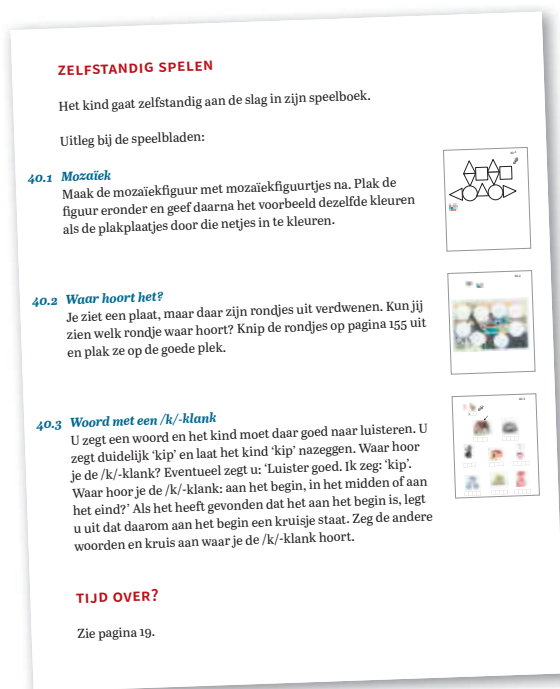 ZELFSTANDIG SPELEN
Het kind gaat zelfstandig aan de slag in zijn speelboek.
Uitleg bij de speelbladen:
40.1 Mozaïek
Maak de mozaïekfiguur met mozaïekfiguurtjes na. Plak de
figuur eronder en geef daarna het voorbeeld dezelfde kleuren
als de plakplaatjes door die netjes in te kleuren.
40.2 Waar hoort het?
Je ziet een plaat, maar daar zijn rondjes uit verdwenen. Kun jij
zien welk rondje waar hoort? Knip de rondjes op pagina 155 uit
en plak ze op de goede plek.
40.3 Woord met een /k/-klank
U zegt een woord en het kind moet daar goed naar luisteren. U
zegt duidelijk ‘kip’ en laat het kind ‘kip’ nazeggen. Waar hoor
je de /k/-klank? Eventueel zegt u: ‘Luister goed. Ik zeg: ‘kip’.
Waar hoor je de /k/-klank: aan het begin, in het midden of aan
het eind?’ Als het heeft gevonden dat het aan het begin is, legt
u uit dat daarom aan het begin een kruisje staat. Zeg de andere
woorden en kruis aan waar je de /k/-klank hoort.
TIJD OVER?
Zie pagina 19.